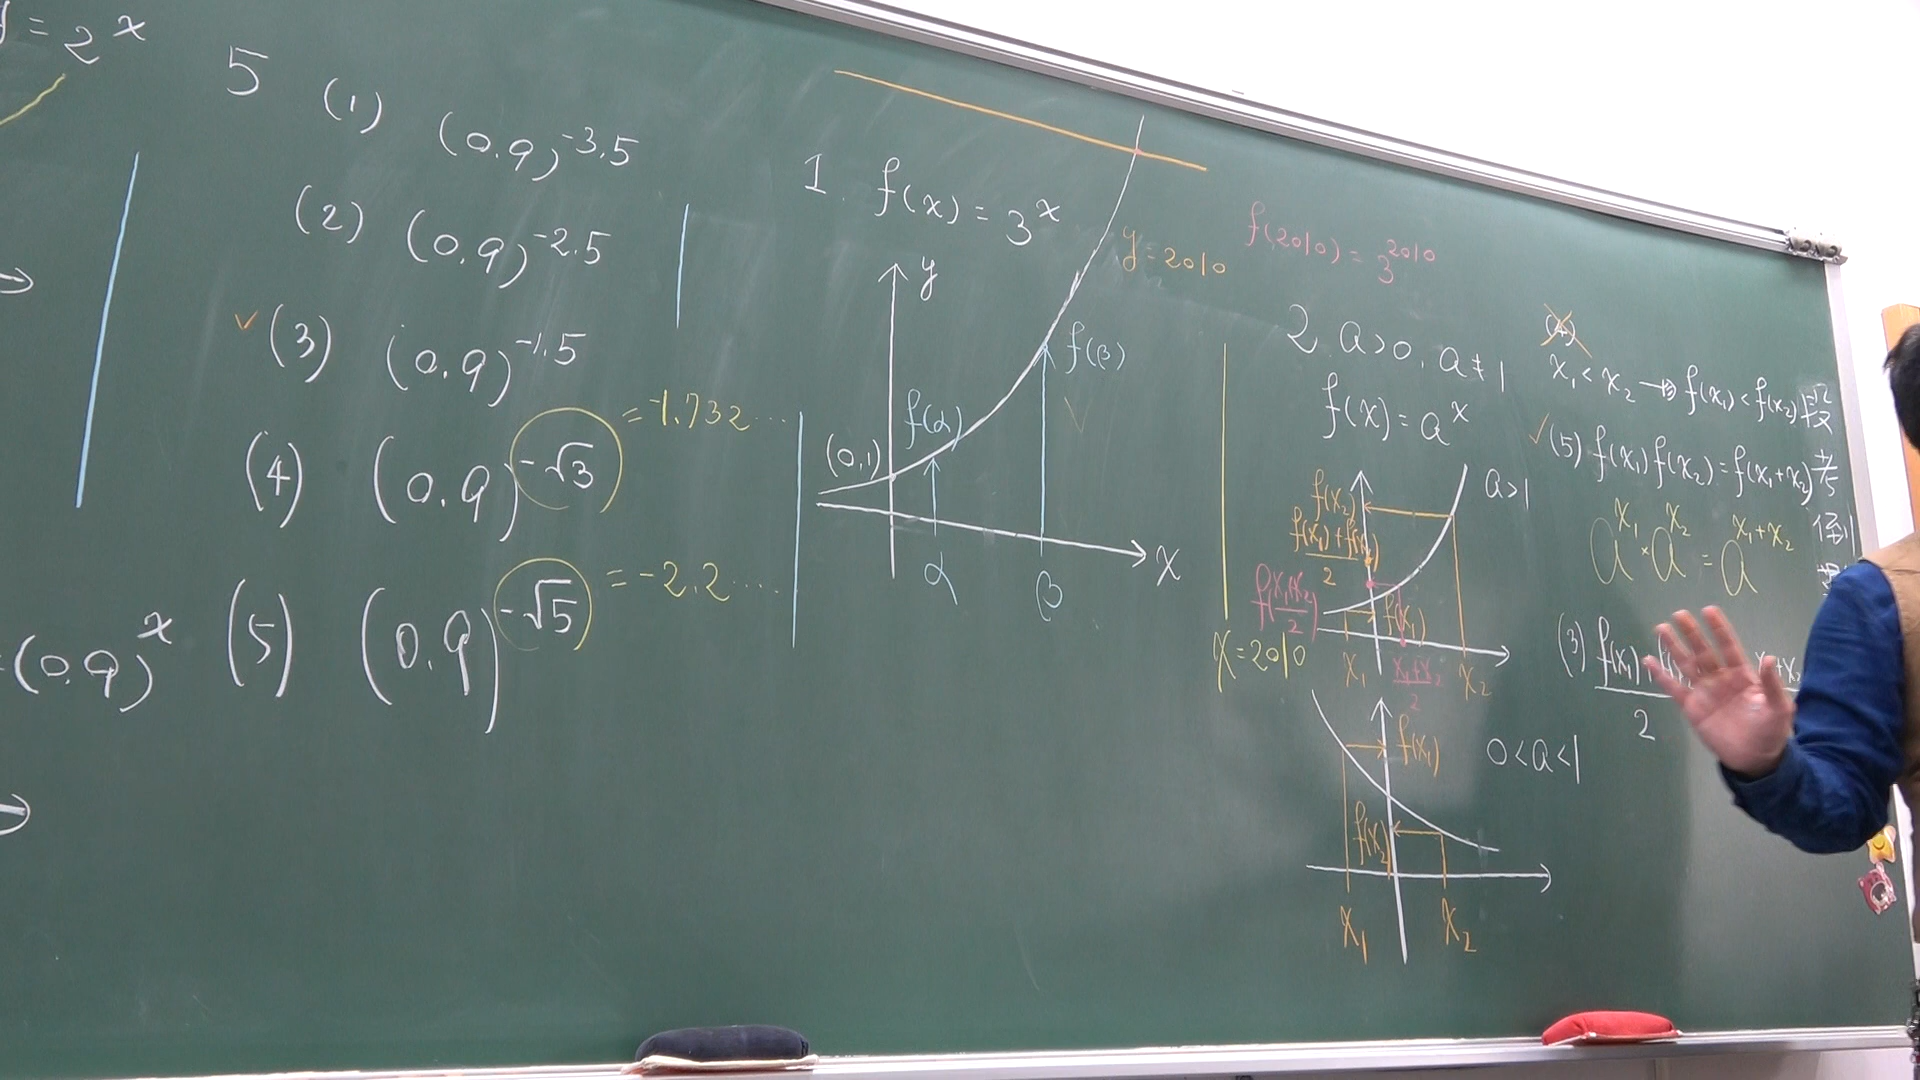 y = 2^x
5 (1) (0.9)^-3.5
(2) (0.9)^-2.5
✓ (3) (0.9)^-1.5
(4) (0.9)^-√3 = -1.732...
(5) (0.9)^-√5 = -2.2....
=(0.9)^x
1. f(x) = 3^x
y
y = 2010
f(β)
f(α)
(0,1)
α
β
x
f(2010) = 3^2010
x = 2010
2. a>0, a≠1
f(x) = a^x
a>1
f(x₂)
f(x₁)+f(x₂)/2
f(x₁+x₂/2)
f(x₁)
x₁
x₁+x₂/2
x₂
0<a<1
f(x₁)
f(x₂)
x₁
x₂
(4)
x₁<x₂ → f(x₁)<f(x₂)
✓ (5) f(x₁)f(x₂) = f(x₁+x₂)
a^x₁ × a^x₂ = a^x₁+x₂
(3) f(x₁)
2